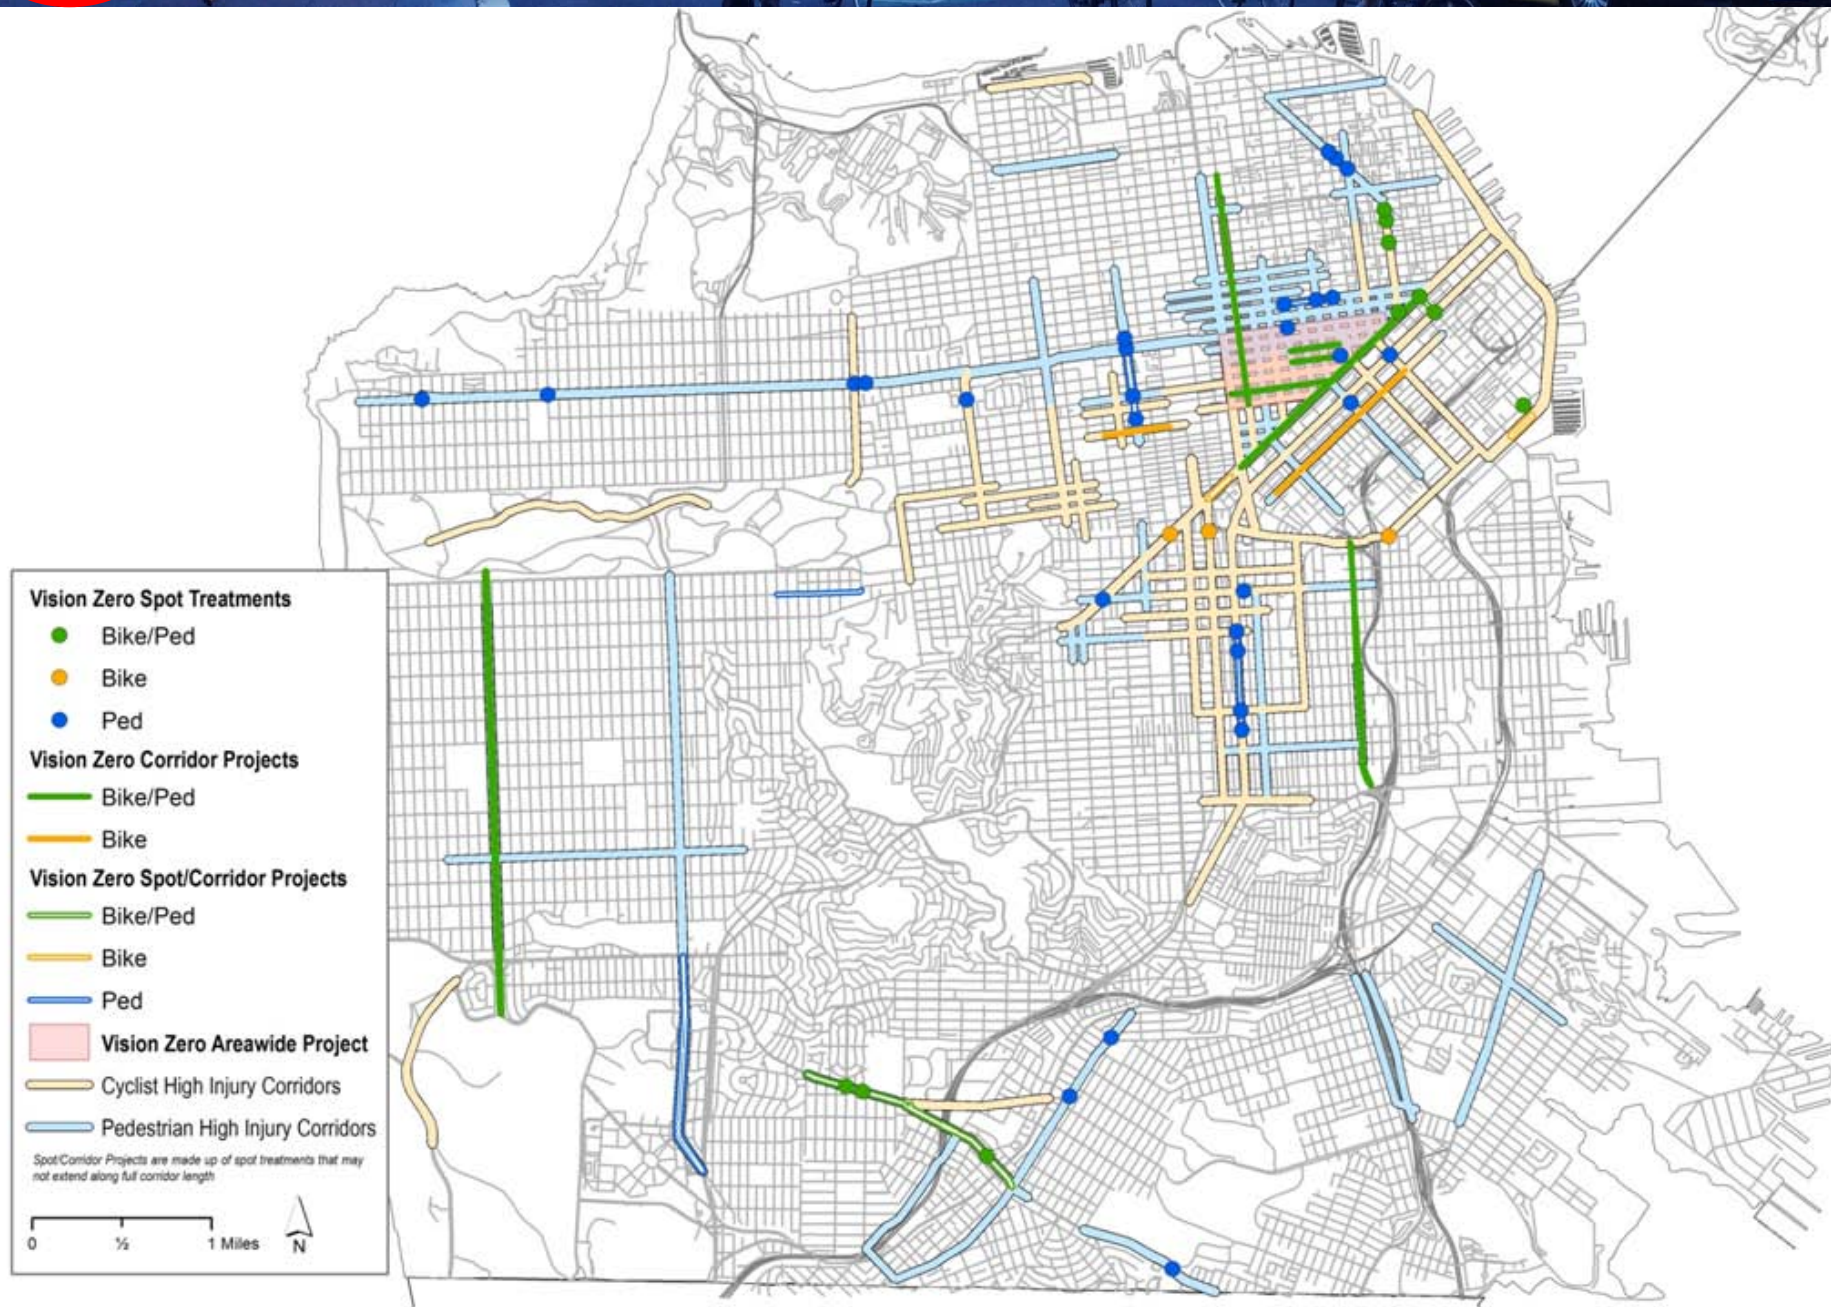 Vision Zero Spot Treatments
Bike/Ped
Bike
Ped
Vision Zero Corridor Projects
Bike/Ped
Bike
Vision Zero Spot/Corridor Projects
Bike/Ped
Bike
Ped
Vision Zero Areawide Project
Cyclist High Injury Corridors
Pedestrian High Injury Corridors
Spot/Corridor Projects are made up of spot treatments that may
not extend along full corridor length
0 ½ 1 Miles N